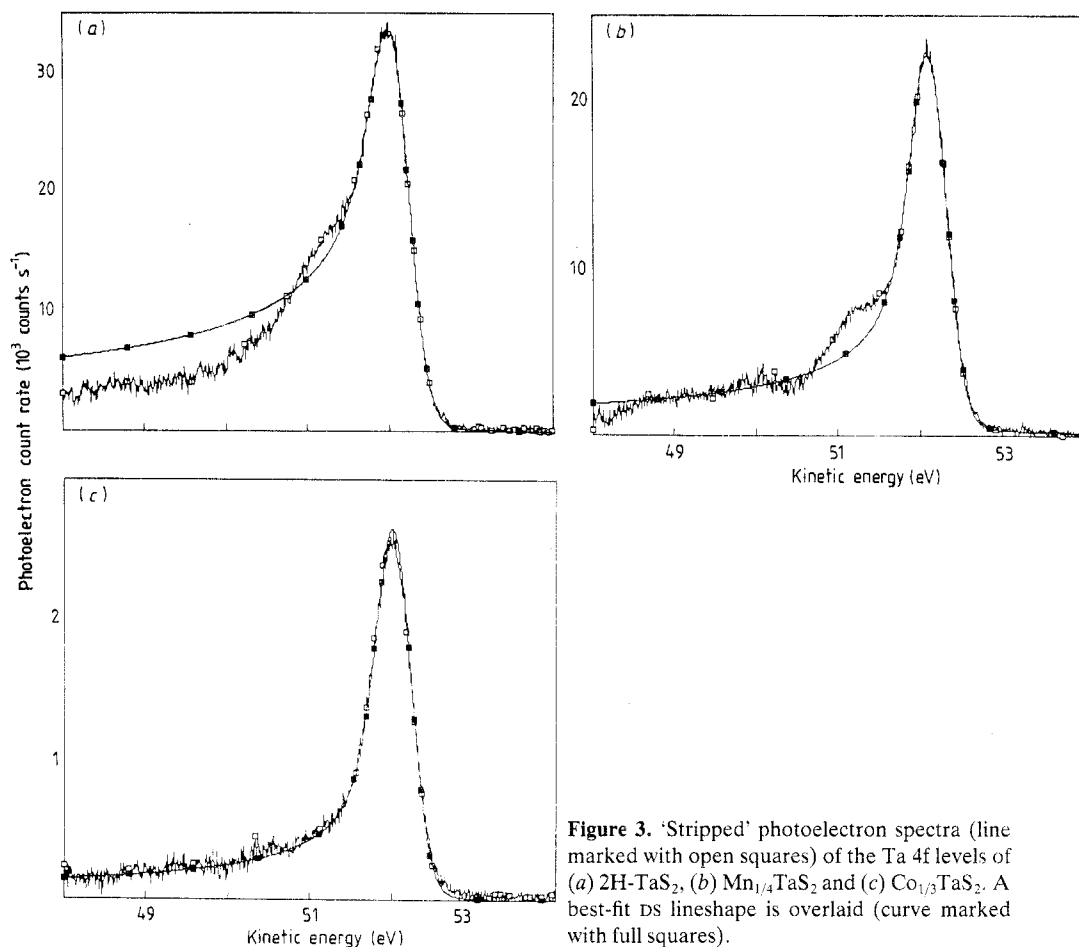 (a)
30
20
10
Photoelectron count rate (10³ counts s⁻¹)
(b)
20
10
49
51
53
Kinetic energy (eV)
(c)
2
1
49
51
53
Kinetic energy (eV)
Figure 3. ‘Stripped’ photoelectron spectra (line
marked with open squares) of the Ta 4f levels of
(a) 2H-TaS₂, (b) Mn₁/₄TaS₂ and (c) Co₁/₃TaS₂. A
best-fit DS lineshape is overlaid (curve marked
with full squares).